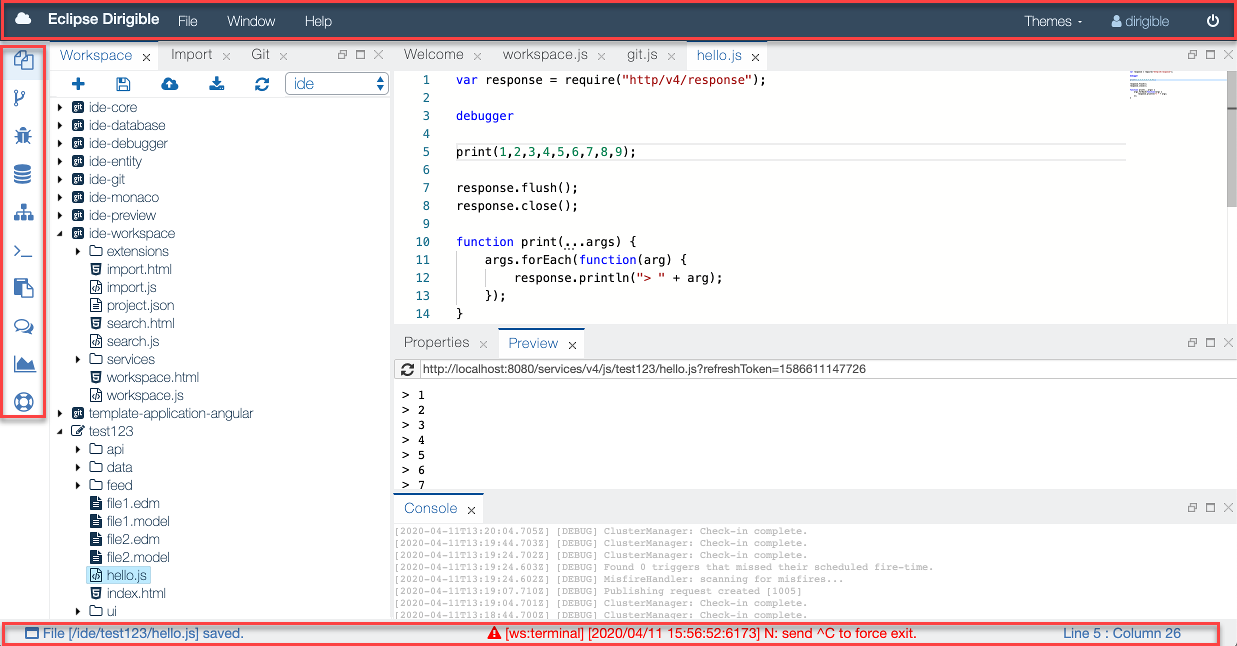 Eclipse Dirigible File Window Help Themes dirigible
Workspace Import Git
ide
ide-core
ide-database
ide-debugger
ide-entity
ide-git
ide-monaco
ide-preview
ide-workspace
extensions
import.html
import.js
project.json
search.html
search.js
services
workspace.html
workspace.js
template-application-angular
test123
api
data
feed
file1.edm
file1.model
file2.edm
file2.model
hello.js
index.html
ui
Welcome workspace.js git.js hello.js
1 var response = require("http/v4/response");
2
3 debugger
4
5 print(1,2,3,4,5,6,7,8,9);
6
7 response.flush();
8 response.close();
9
10 function print(...args) {
11 args.forEach(function(arg) {
12 response.println("> " + arg);
13 });
14 }
Properties Preview
http://localhost:8080/services/v4/js/test123/hello.js?refreshToken=1586611147726
> 1
> 2
> 3
> 4
> 5
> 6
> 7
Console
[2020-04-11T13:20:04.705Z] [DEBUG] ClusterManager: Check-in complete.
[2020-04-11T13:19:44.703Z] [DEBUG] ClusterManager: Check-in complete.
[2020-04-11T13:19:24.702Z] [DEBUG] ClusterManager: Check-in complete.
[2020-04-11T13:19:24.603Z] [DEBUG] Found 0 triggers that missed their scheduled fire-time.
[2020-04-11T13:19:24.602Z] [DEBUG] MisfireHandler: scanning for misfires...
[2020-04-11T13:19:07.710Z] [DEBUG] Publishing request created [1005]
[2020-04-11T13:19:04.701Z] [DEBUG] ClusterManager: Check-in complete.
[2020-04-11T13:18:44.700Z] [DEBUG] ClusterManager: Check-in complete.
File [/ide/test123/hello.js] saved. [ws:terminal] [2020/04/11 15:56:52:6173] N: send ^C to force exit. Line 5 : Column 26